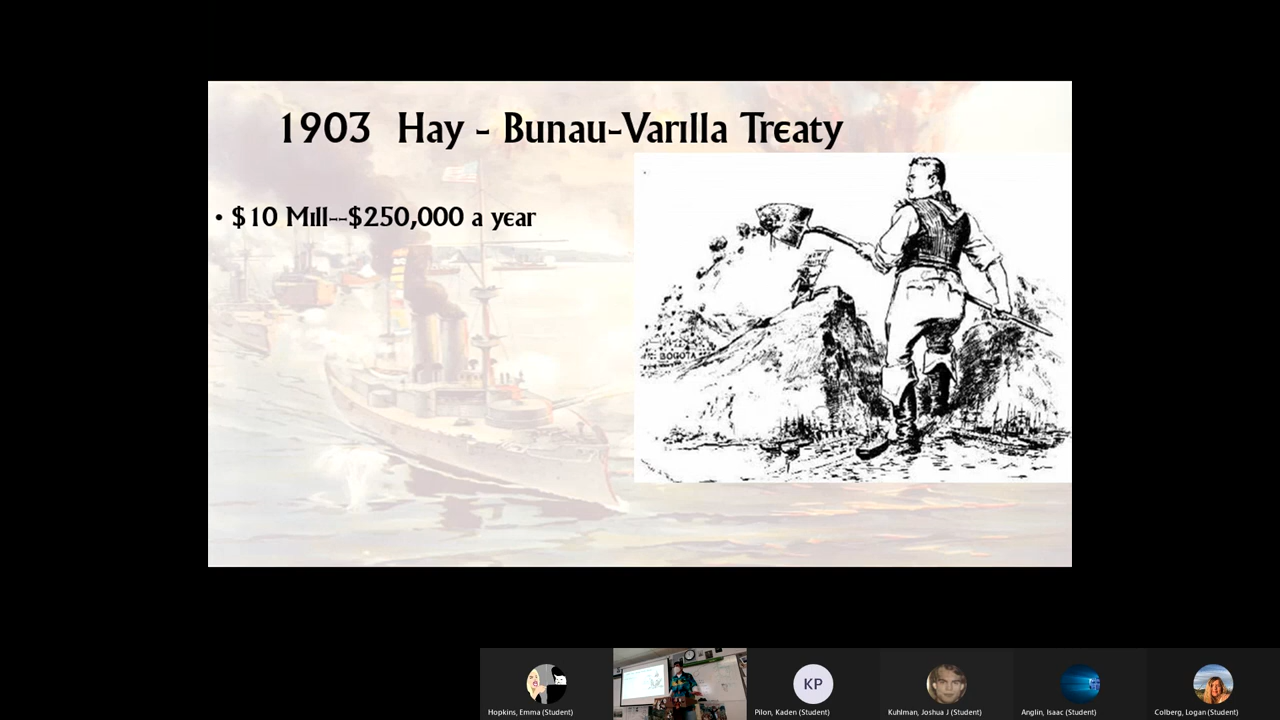 1903 Hay - Bunau-Varilla Treaty
• $10 Mill--$250,000 a year
BOGOTA
KP
Hopkins, Emma (Student)
Pilon, Kaden (Student)
Kuhlman, Joshua J (Student)
Anglin, Isaac (Student)
Colberg, Logan (Student)